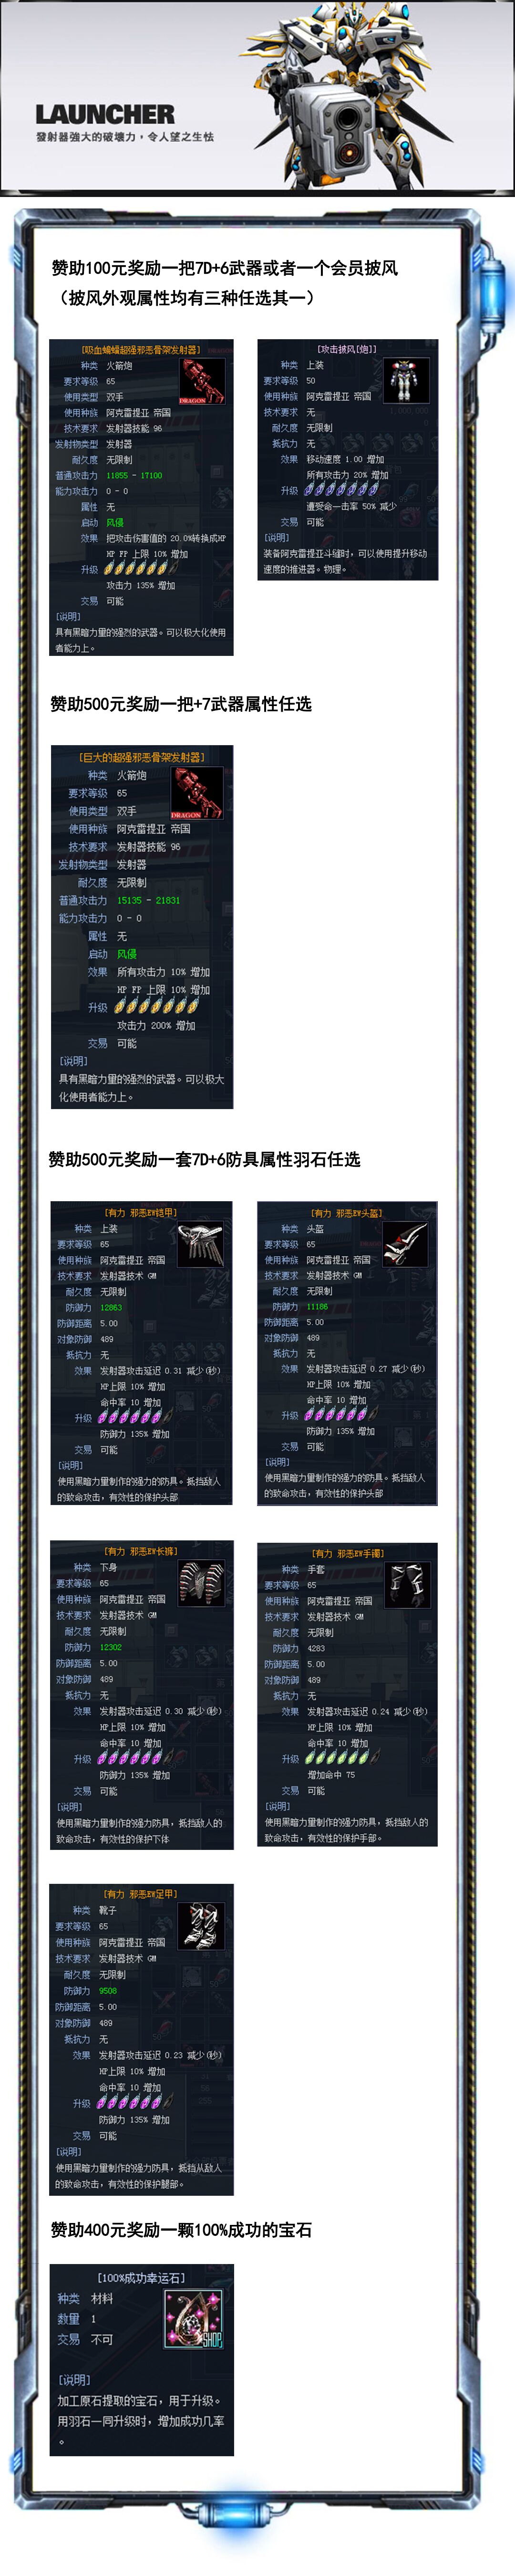 LAUNCHER
發射器強大的破壞力，令人望之生怯
赞助100元奖励一把7D+6武器或者一个会员披风
（披风外观属性均有三种任选其一）
[吸血蝙蝠超强邪恶骨架发射器]
种类 火箭炮
要求等级 65
使用类型 双手
使用种族 阿克雷提亚 帝国
技术要求 发射器技能 96
发射物类型 发射器
耐久度 无限制
普通攻击力 11855 - 17100
能力攻击力 0 - 0
属性 无
启动 风侵
效果 把攻击伤害值的 20.0%转换成HP
HP FP 上限 10% 增加
升级
攻击力 135% 增加
交易 可能
[说明]
具有黑暗力量的强烈的武器。可以极大化使用
者能力上。
DRAGON
[攻击披风[炮]]
种类 上装
要求等级 50
使用种族 阿克雷提亚 帝国
技术要求 无
耐久度 无限制
抵抗力 无
效果 移动速度 1.00 增加
所有攻击力 20% 增加
升级
遭受命一击率 50% 减少
交易 可能
[说明]
装备阿克雷提亚斗缝时，可以使用提升移动
速度的推进器。物理。
赞助500元奖励一把+7武器属性任选
[巨大的超强邪恶骨架发射器]
种类 火箭炮
要求等级 65
使用类型 双手
使用种族 阿克雷提亚 帝国
技术要求 发射器技能 96
发射物类型 发射器
耐久度 无限制
普通攻击力 15135 - 21831
能力攻击力 0 - 0
属性 无
启动 风侵
效果 所有攻击力 10% 增加
HP FP 上限 10% 增加
升级
攻击力 200% 增加
交易 可能
[说明]
具有黑暗力量的强烈的武器。可以极大
化使用者能力上。
DRAGON
赞助500元奖励一套7D+6防具属性羽石任选
[有力 邪恶EW铠甲]
种类 上装
要求等级 65
使用种族 阿克雷提亚 帝国
技术要求 发射器技术 GM
耐久度 无限制
防御力 12863
防御距离 5.00
对象防御 489
抵抗力 无
效果 发射器攻击延迟 0.31 减少(秒)
HP上限 10% 增加
命中率 10 增加
升级
防御力 135% 增加
交易 可能
[说明]
使用黑暗力量制作的强力的防具。抵挡敌人
的致命攻击，有效性的保护头部
[有力 邪恶EW头盔]
种类 头盔
要求等级 65
使用种族 阿克雷提亚 帝国
技术要求 发射器技术 GM
耐久度 无限制
防御力 11186
防御距离 5.00
对象防御 489
抵抗力 无
效果 发射器攻击延迟 0.27 减少(秒)
HP上限 10% 增加
命中率 10 增加
升级
防御力 135% 增加
交易 可能
[说明]
使用黑暗力量制作的强力的防具。抵挡敌人
的致命攻击，有效性的保护头部
[有力 邪恶EW长裤]
种类 下身
要求等级 65
使用种族 阿克雷提亚 帝国
技术要求 发射器技术 GM
耐久度 无限制
防御力 12302
防御距离 5.00
对象防御 489
抵抗力 无
效果 发射器攻击延迟 0.30 减少(秒)
HP上限 10% 增加
命中率 10 增加
升级
防御力 135% 增加
交易 可能
[说明]
使用黑暗力量制作的强力防具，抵挡敌人的
致命攻击，有效性的保护下体
[有力 邪恶EW手镯]
种类 手套
要求等级 65
使用种族 阿克雷提亚 帝国
技术要求 发射器技术 GM
耐久度 无限制
防御力 4283
防御距离 5.00
对象防御 489
抵抗力 无
效果 发射器攻击延迟 0.24 减少(秒)
HP上限 10% 增加
命中率 10 增加
升级
增加命中 75
交易 可能
[说明]
使用黑暗力量制作的强力防具，抵挡敌人的
致命攻击，有效性的保护手部。
[有力 邪恶EW足甲]
种类 靴子
要求等级 65
使用种族 阿克雷提亚 帝国
技术要求 发射器技术 GM
耐久度 无限制
防御力 9508
防御距离 5.00
对象防御 489
抵抗力 无
效果 发射器攻击延迟 0.23 减少(秒)
HP上限 10% 增加
命中率 10 增加
升级
防御力 135% 增加
交易 可能
[说明]
使用黑暗力量制作的强力防具，抵挡从敌人
的致命攻击，有效性的保护腿部。
赞助400元奖励一颗100%成功的宝石
[100%成功幸运石]
种类 材料
数量 1
交易 不可
SHOP
[说明]
加工原石提取的宝石，用于升级。
用羽石一同升级时，增加成功几率
。